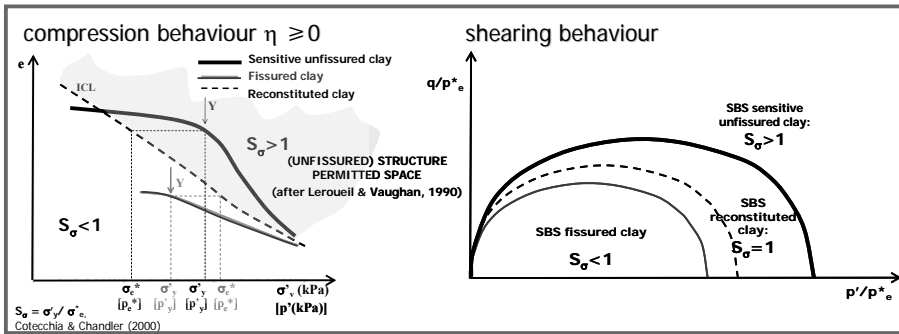 compression behaviour η ≥0
e
Sensitive unfissured clay
Fissured clay
Reconstituted clay
ICL
Y
Sσ>1
(UNFISSURED) STRUCTURE
PERMITTED SPACE
(after Leroueil & Vaughan, 1990)
Y
Sσ<1
σe* σ'y σ'y σe* σ'v (kPa)
[pe*] [p'y] [p'y] [pe*] [p'(kPa)]
Sσ = σ'y/ σ*e,
Cotecchia & Chandler (2000)
shearing behaviour
q/p*e
SBS sensitive
unfissured clay:
Sσ>1
SBS
reconstituted
clay:
Sσ=1
SBS fissured clay
Sσ<1
p'/p*e